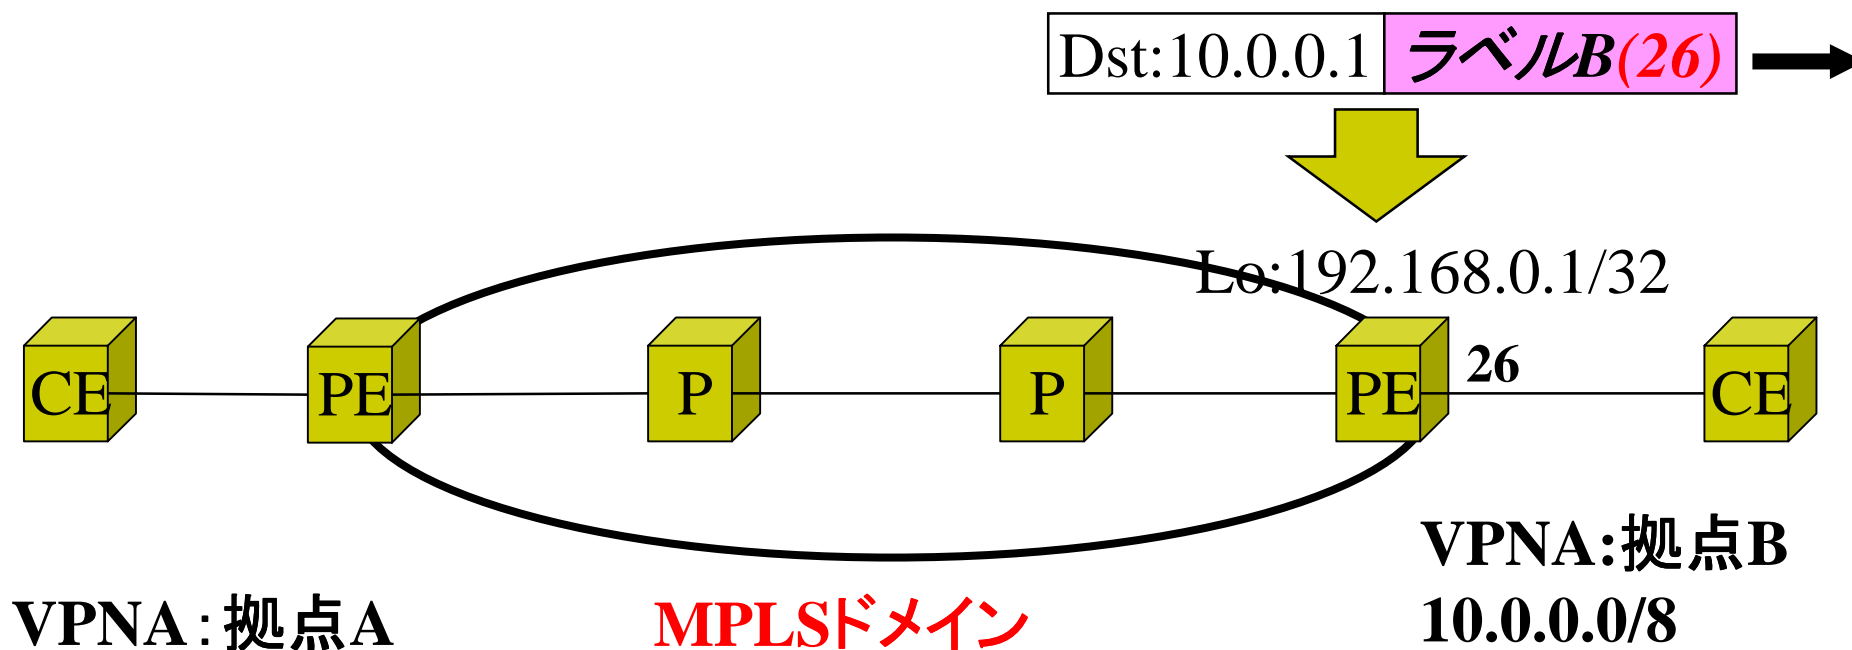 Dst:10.0.0.1 ラベルB(26)
Lo:192.168.0.1/32
CE PE P P PE 26 CE
VPNA:拠点B
10.0.0.0/8
VPNA:拠点A
MPLSドメイン